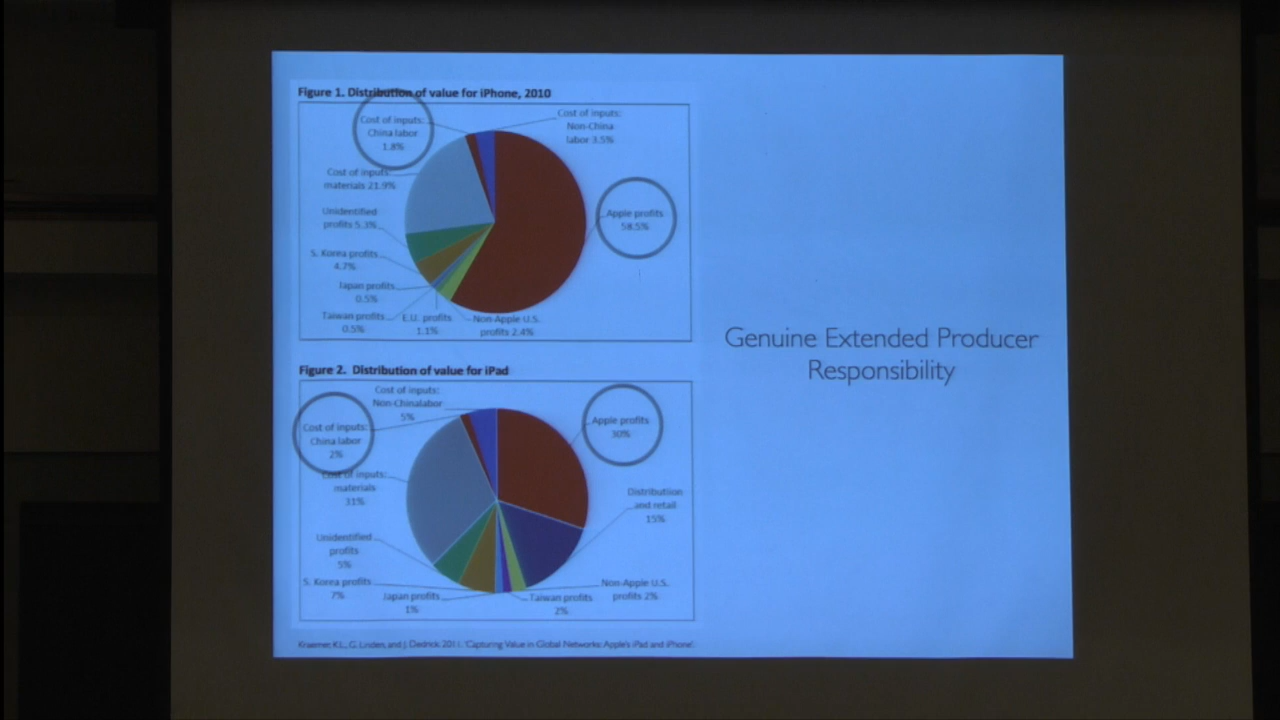 Figure 1. Distribution of value for iPhone, 2010
Cost of inputs:
China labor
1.8%
Cost of inputs:
Non-China
labor 3.5%
Cost of inputs:
materials 21.9%
Apple profits
58.5%
Unidentified
profits 5.3%
S. Korea profits
4.7%
Japan profits
0.5%
Taiwan profits
0.5%
E.U. profits
1.1%
Non-Apple U.S.
profits 2.4%
Genuine Extended Producer
Responsibility
Figure 2. Distribution of value for iPad
Cost of inputs:
Non-Chinalabor
5%
Cost of inputs:
China labor
2%
Apple profits
30%
Cost of inputs:
materials
31%
Distribution
and retail
15%
Unidentified
profits
5%
S. Korea profits
7%
Japan profits
1%
Taiwan profits
2%
Non-Apple U.S.
profits 2%
Kraemer, K.L., G. Linden, and J. Dedrick. 2011. 'Capturing Value in Global Networks: Apple's iPad and iPhone'.